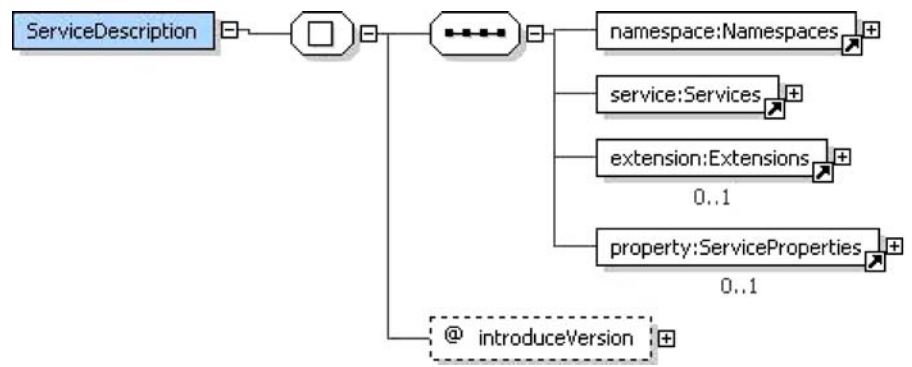 ServiceDescription
namespace:Namespaces
service:Services
extension:Extensions
0..1
property:ServiceProperties
0..1
@ introduceVersion